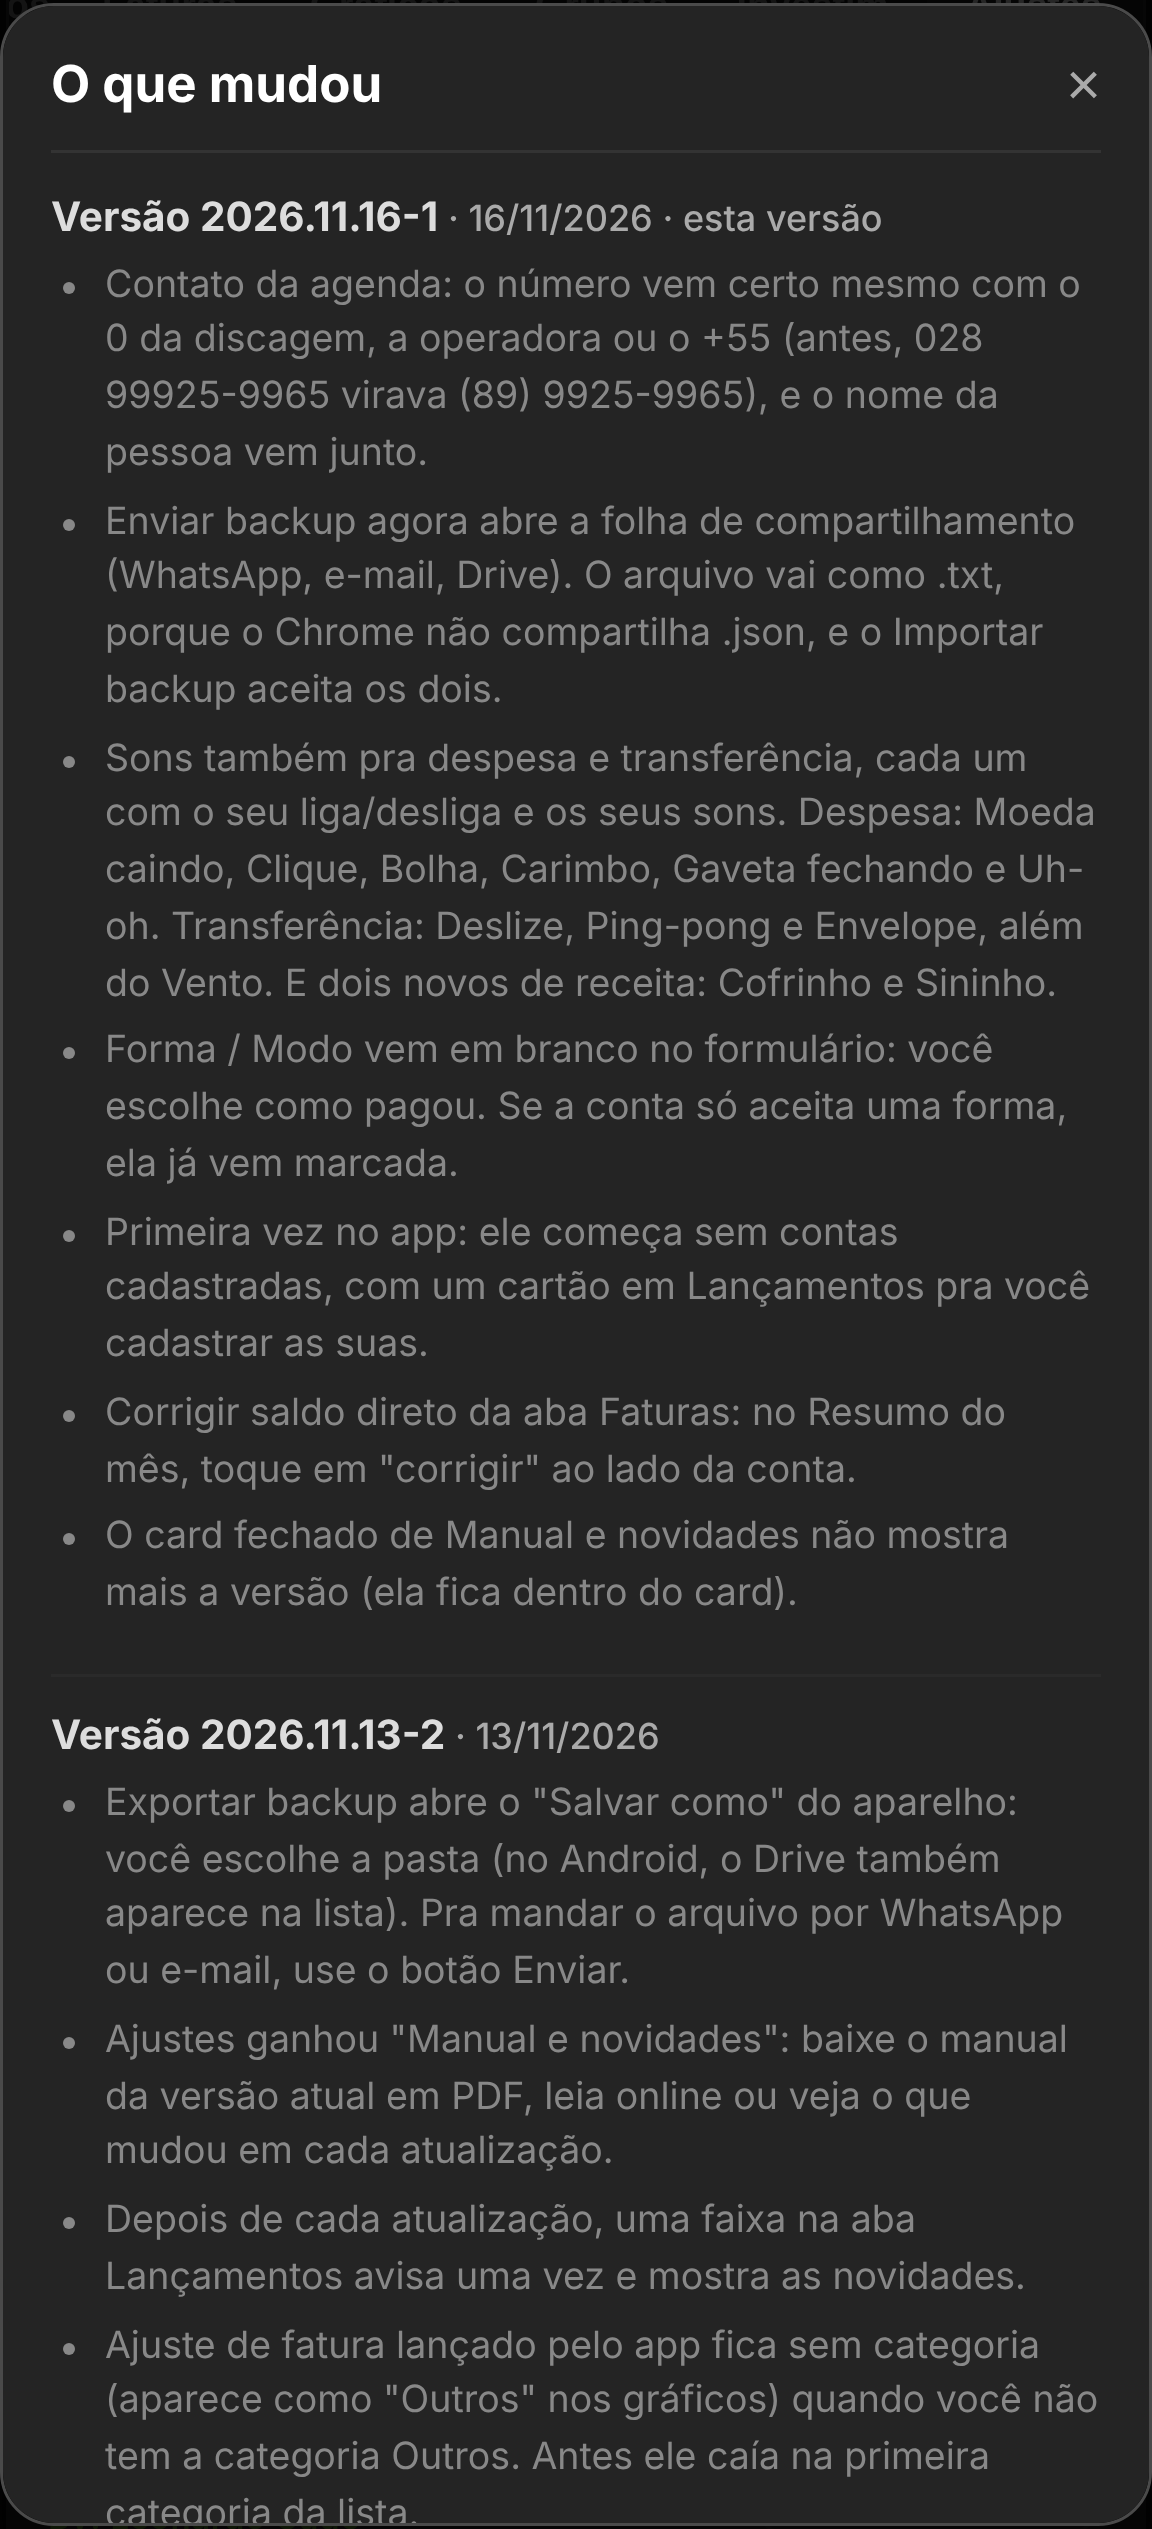 O que mudou
×
Versão 2026.11.16-1 · 16/11/2026 · esta versão
• Contato da agenda: o número vem certo mesmo com o
0 da discagem, a operadora ou o +55 (antes, 028
99925-9965 virava (89) 9925-9965), e o nome da
pessoa vem junto.
• Enviar backup agora abre a folha de compartilhamento
(WhatsApp, e-mail, Drive). O arquivo vai como .txt,
porque o Chrome não compartilha .json, e o Importar
backup aceita os dois.
• Sons também pra despesa e transferência, cada um
com o seu liga/desliga e os seus sons. Despesa: Moeda
caindo, Clique, Bolha, Carimbo, Gaveta fechando e Uh-
oh. Transferência: Deslize, Ping-pong e Envelope, além
do Vento. E dois novos de receita: Cofrinho e Sininho.
• Forma / Modo vem em branco no formulário: você
escolhe como pagou. Se a conta só aceita uma forma,
ela já vem marcada.
• Primeira vez no app: ele começa sem contas
cadastradas, com um cartão em Lançamentos pra você
cadastrar as suas.
• Corrigir saldo direto da aba Faturas: no Resumo do
mês, toque em "corrigir" ao lado da conta.
• O card fechado de Manual e novidades não mostra
mais a versão (ela fica dentro do card).
Versão 2026.11.13-2 · 13/11/2026
• Exportar backup abre o "Salvar como" do aparelho:
você escolhe a pasta (no Android, o Drive também
aparece na lista). Pra mandar o arquivo por WhatsApp
ou e-mail, use o botão Enviar.
• Ajustes ganhou "Manual e novidades": baixe o manual
da versão atual em PDF, leia online ou veja o que
mudou em cada atualização.
• Depois de cada atualização, uma faixa na aba
Lançamentos avisa uma vez e mostra as novidades.
• Ajuste de fatura lançado pelo app fica sem categoria
(aparece como "Outros" nos gráficos) quando você não
tem a categoria Outros. Antes ele caía na primeira
categoria da lista.